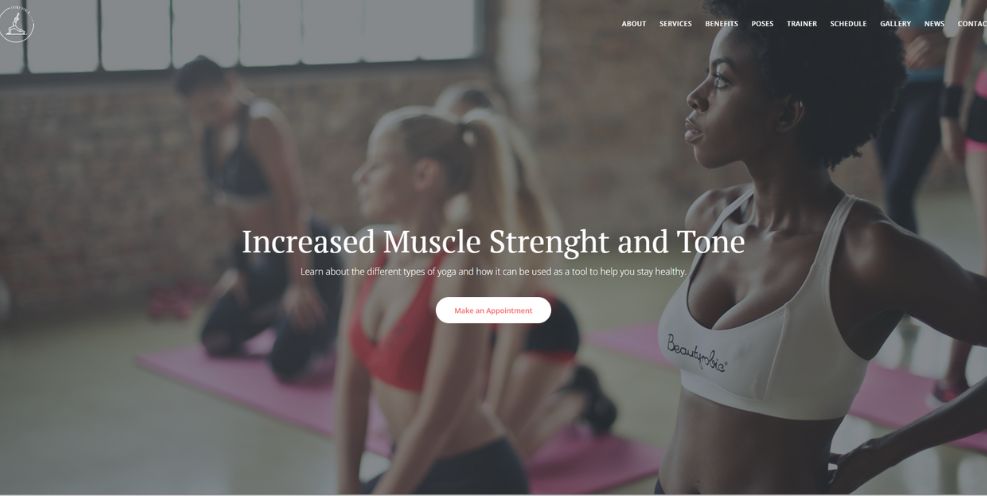 ABOUT SERVICES BENEFITS POSES TRAINER SCHEDULE GALLERY NEWS CONTAC
Increased Muscle Strenght and Tone
Learn about the different types of yoga and how it can be used as a tool to help you stay healthy.
Make an Appointment
Beautyrobic®